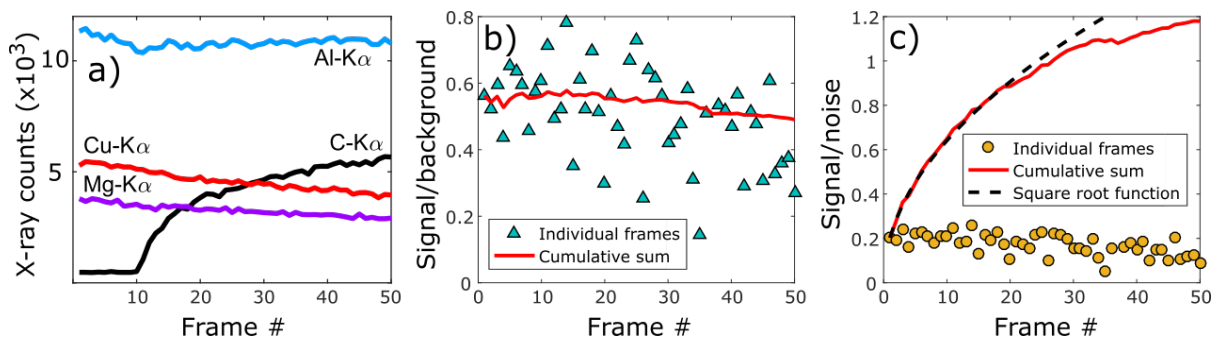 a)
X-ray counts (x10³)
10
5
Al-Kα
Cu-Kα
C-Kα
Mg-Kα
10 20 30 40 50
Frame #
b)
Signal/background
0.8
0.6
0.4
0.2
0
Individual frames
Cumulative sum
0 10 20 30 40 50
Frame #
c)
Signal/noise
1.2
1.0
0.8
0.6
0.4
0.2
0
Individual frames
Cumulative sum
Square root function
0 10 20 30 40 50
Frame #